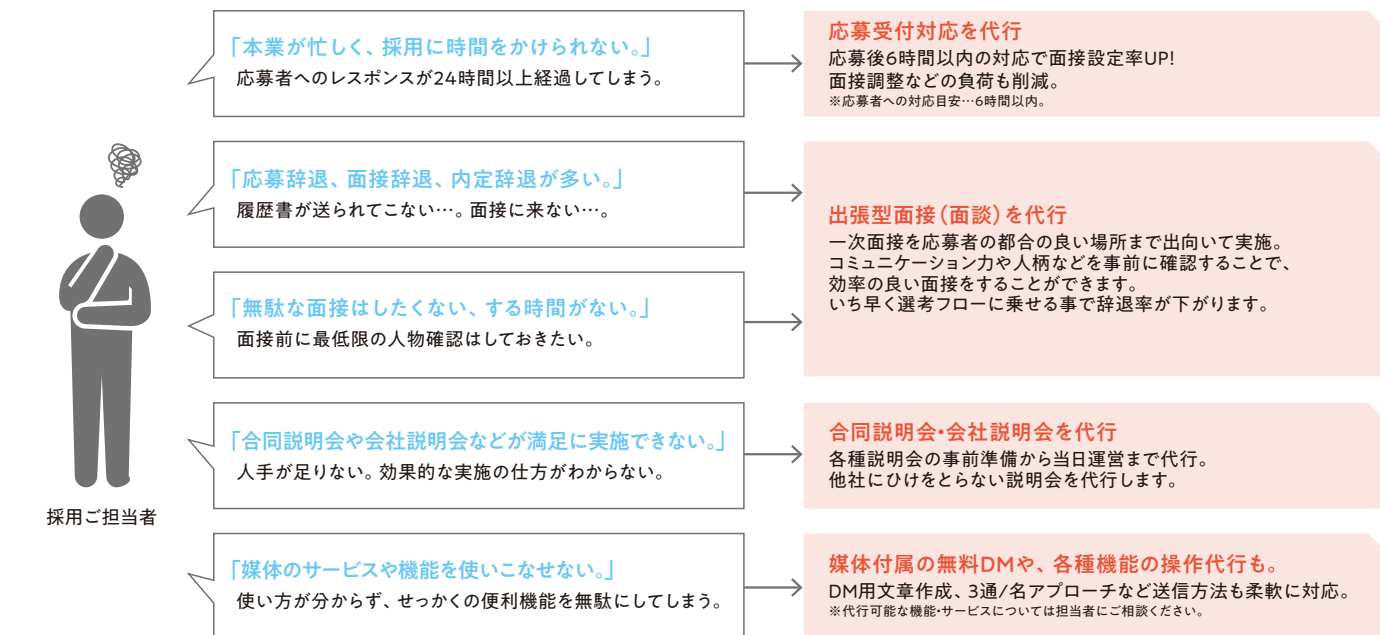 「本業が忙しく、採用に時間をかけられない。」
応募者へのレスポンスが24時間以上経過してしまう。
応募受付対応を代行
応募後6時間以内の対応で面接設定率UP!
面接調整などの負荷も削減。
※応募者への対応目安…6時間以内。
「応募辞退、面接辞退、内定辞退が多い。」
履歴書が送られてこない…。面接に来ない…。
「無駄な面接はしたくない、する時間がない。」
面接前に最低限の人物確認はしておきたい。
出張型面接（面談）を代行
一次面接を応募者の都合の良い場所まで出向いて実施。
コミュニケーション力や人柄などを事前に確認することで、
効率の良い面接をすることができます。
いち早く選考フローに乗せる事で辞退率が下がります。
「合同説明会や会社説明会などが満足に実施できない。」
人手が足りない。効果的な実施の仕方がわからない。
合同説明会・会社説明会を代行
各種説明会の事前準備から当日運営まで代行。
他社にひけをとらない説明会を代行します。
採用ご担当者
「媒体のサービスや機能を使いこなせない。」
使い方が分からず、せっかくの便利機能を無駄にしてしまう。
媒体付属の無料DMや、各種機能の操作代行も。
DM用文章作成、3通/名アプローチなど送信方法も柔軟に対応。
※代行可能な機能・サービスについては担当者にご相談ください。